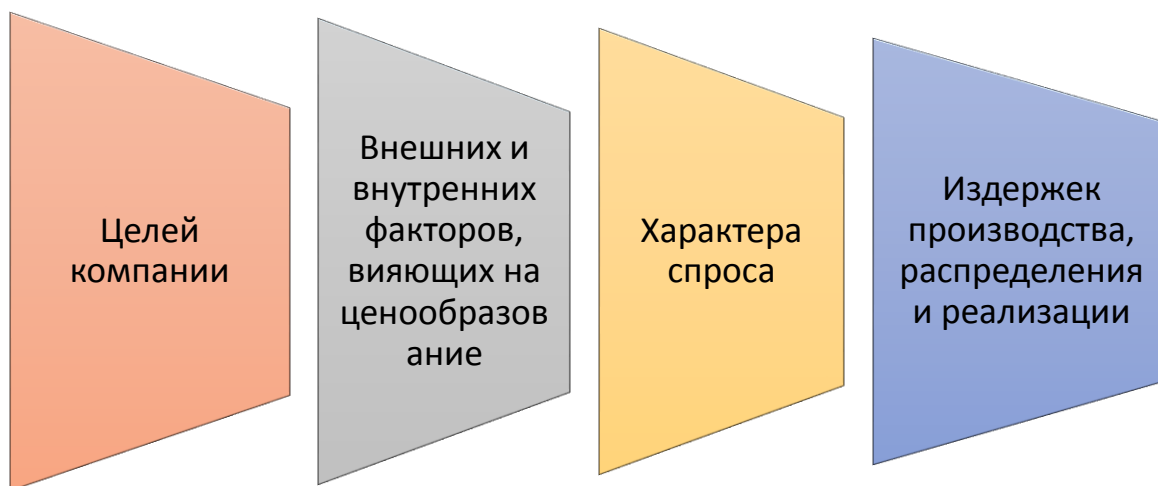 Целей
компании
Внешних и
внутренних
факторов,
вияющих на
ценообразов
ание
Характера
спроса
Издержек
производства,
распределения
и реализации